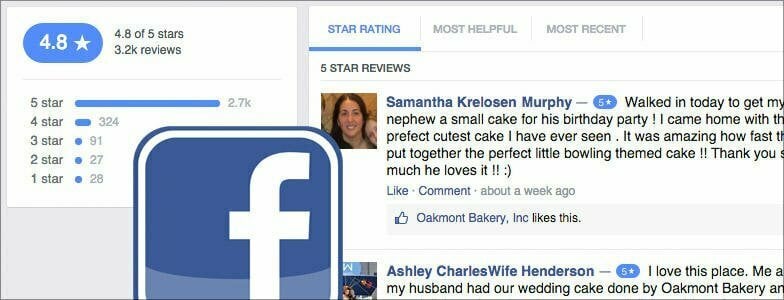 4.8 ★
4.8 of 5 stars
3.2k reviews
5 star 2.7k
4 star 324
3 star 91
2 star 27
1 star 28
f
STAR RATING MOST HELPFUL MOST RECENT
5 STAR REVIEWS
Samantha Krelosen Murphy — 5★ Walked in today to get my
nephew a small cake for his birthday party ! I came home with th
prefect cutest cake I have ever seen . It was amazing how fast th
put together the perfect little bowling themed cake !! Thank you s
much he loves it !! :)
Like · Comment · about a week ago
Oakmont Bakery, Inc likes this.
Ashley CharlesWife Henderson — 5★ I love this place. Me a
my husband had our wedding cake done by Oakmont Bakery an